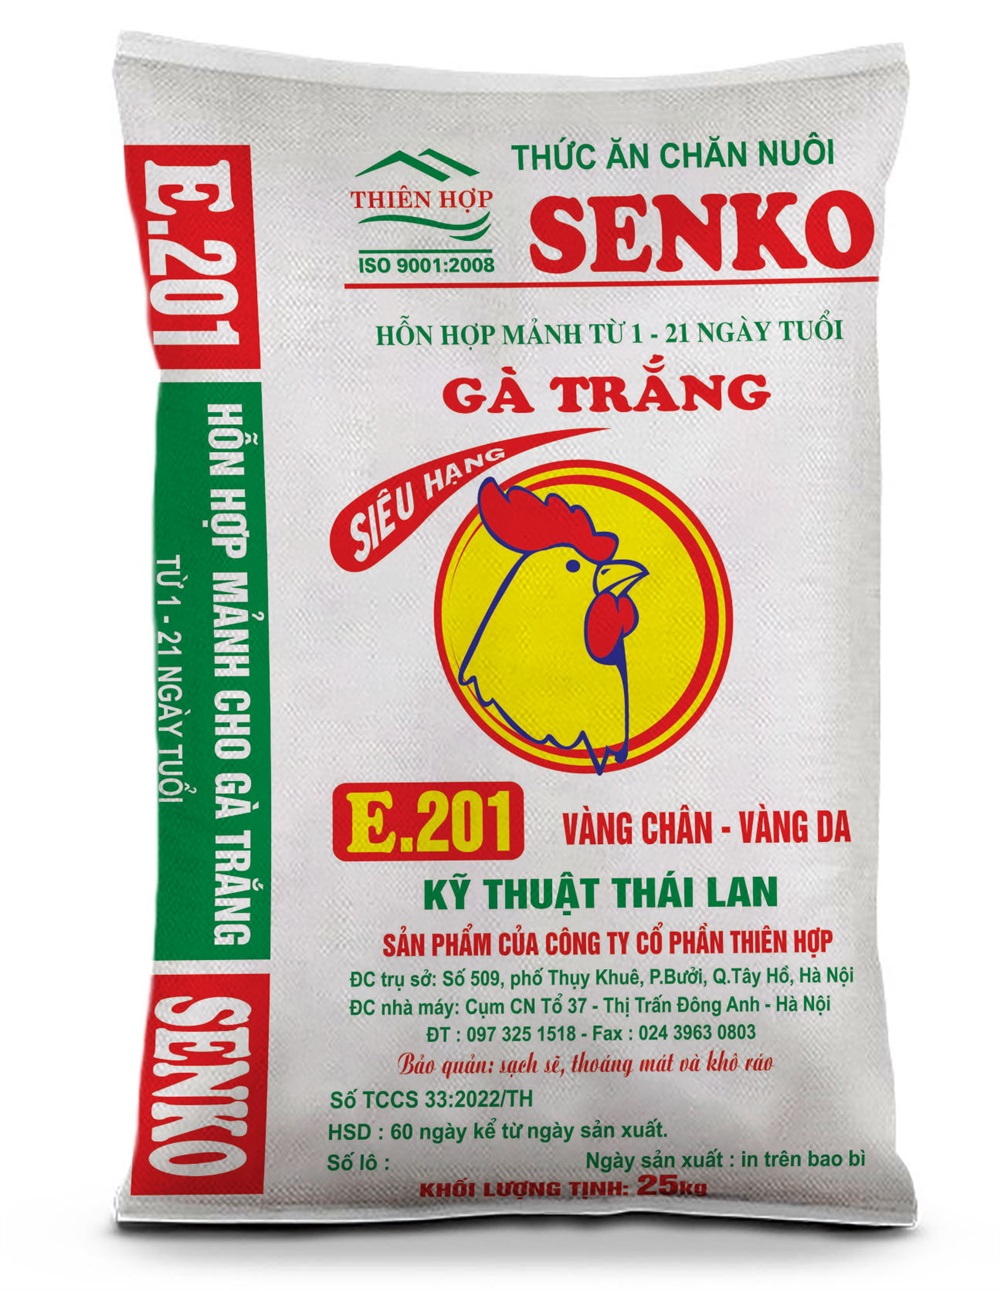 THỨC ĂN CHĂN NUÔI
THIÊN HỢP
SENKO
ISO 9001:2008
HỖN HỢP MẢNH TỪ 1 - 21 NGÀY TUỔI
GÀ TRẮNG
SIÊU HẠNG
E.201
VÀNG CHÂN - VÀNG DA
KỸ THUẬT THÁI LAN
SẢN PHẨM CỦA CÔNG TY CỔ PHẦN THIÊN HỢP
ĐC trụ sở: Số 509, phố Thụy Khuê, P.Bưởi, Q.Tây Hồ, Hà Nội
ĐC nhà máy: Cụm CN Tổ 37 - Thị Trấn Đông Anh - Hà Nội
ĐT : 097 325 1518 - Fax : 024 3963 0803
Bảo quản: sạch sẽ, thoáng mát và khô ráo
Số TCCS 33:2022/TH
HSD : 60 ngày kể từ ngày sản xuất.
Số lô :
Ngày sản xuất : in trên bao bì
KHỐI LƯỢNG TỊNH: 25kg
E.201
HỖN HỢP MẢNH CHO GÀ TRẮNG
TỪ 1 - 21 NGÀY TUỔI
SENKO